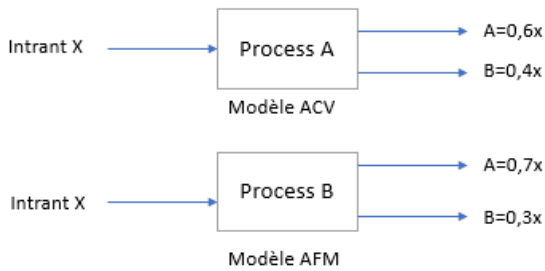 A=0,6x
Intrant X
Process A
B=0,4x
Modèle ACV
A=0,7x
Intrant X
Process B
B=0,3x
Modèle AFM